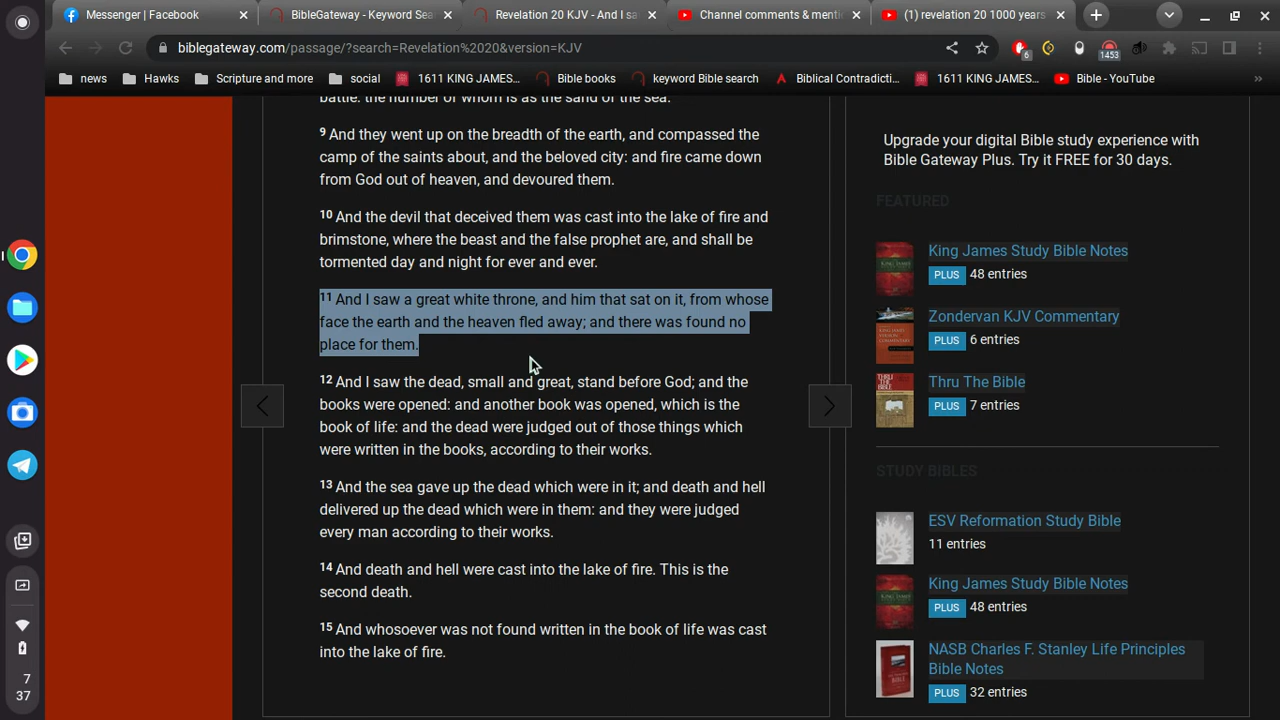 Messenger | Facebook
BibleGateway - Keyword Sea
Revelation 20 KJV - And I sa
Channel comments & menti
(1) revelation 20 1000 years
biblegateway.com/passage/?search=Revelation%2020&version=KJV
6
1453
news
Hawks
Scripture and more
social
1611 KING JAMES...
Bible books
keyword Bible search
Biblical Contradicti...
1611 KING JAMES...
Bible - YouTube
»
battle: the number of whom is as the sand of the sea.
9 And they went up on the breadth of the earth, and compassed the
camp of the saints about, and the beloved city: and fire came down
from God out of heaven, and devoured them.
10 And the devil that deceived them was cast into the lake of fire and
brimstone, where the beast and the false prophet are, and shall be
tormented day and night for ever and ever.
11 And I saw a great white throne, and him that sat on it, from whose
face the earth and the heaven fled away; and there was found no
place for them.
12 And I saw the dead, small and great, stand before God; and the
books were opened: and another book was opened, which is the
book of life: and the dead were judged out of those things which
were written in the books, according to their works.
13 And the sea gave up the dead which were in it; and death and hell
delivered up the dead which were in them: and they were judged
every man according to their works.
14 And death and hell were cast into the lake of fire. This is the
second death.
15 And whosoever was not found written in the book of life was cast
into the lake of fire.
Upgrade your digital Bible study experience with
Bible Gateway Plus. Try it FREE for 30 days.
FEATURED
King James Study Bible Notes
PLUS 48 entries
Zondervan KJV Commentary
PLUS 6 entries
Thru The Bible
PLUS 7 entries
STUDY BIBLES
ESV Reformation Study Bible
11 entries
King James Study Bible Notes
PLUS 48 entries
NASB Charles F. Stanley Life Principles
Bible Notes
PLUS 32 entries
7
37